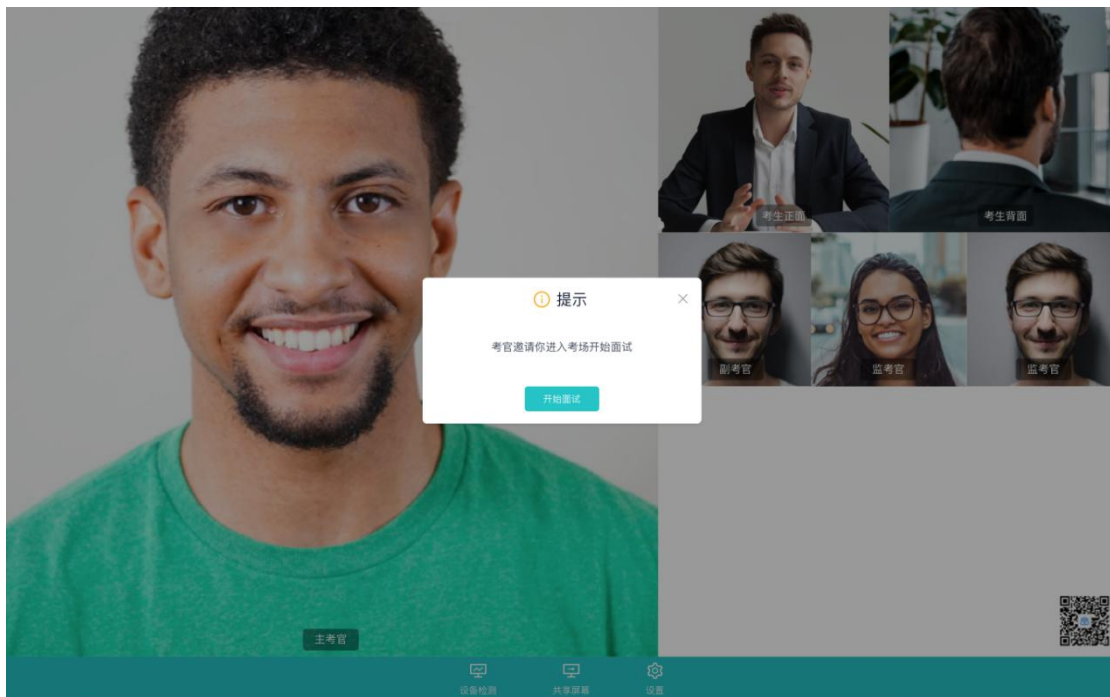 考生正面
考生背面
提示
考官邀请你进入考场开始面试
开始面试
副考官
监考官
监考官
主考官
设备检测
共享屏幕
设置